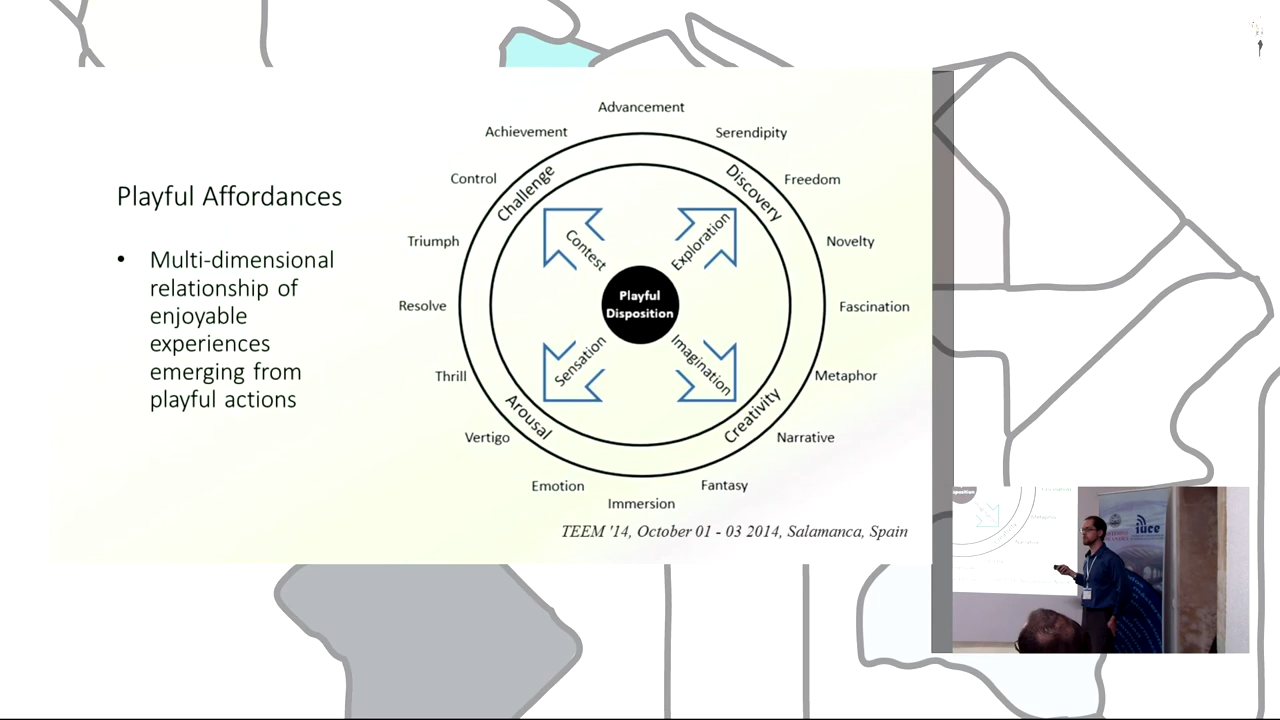 Playful Affordances
• Multi-dimensional
relationship of
enjoyable
experiences
emerging from
playful actions
Advancement
Achievement
Serendipity
Control
Freedom
Triumph
Novelty
Resolve
Fascination
Thrill
Metaphor
Vertigo
Narrative
Emotion
Fantasy
Immersion
Challenge
Discovery
Arousal
Creativity
Contest
Exploration
Sensation
Imagination
Playful
Disposition
TEEM '14, October 01 - 03 2014, Salamanca, Spain
iuce